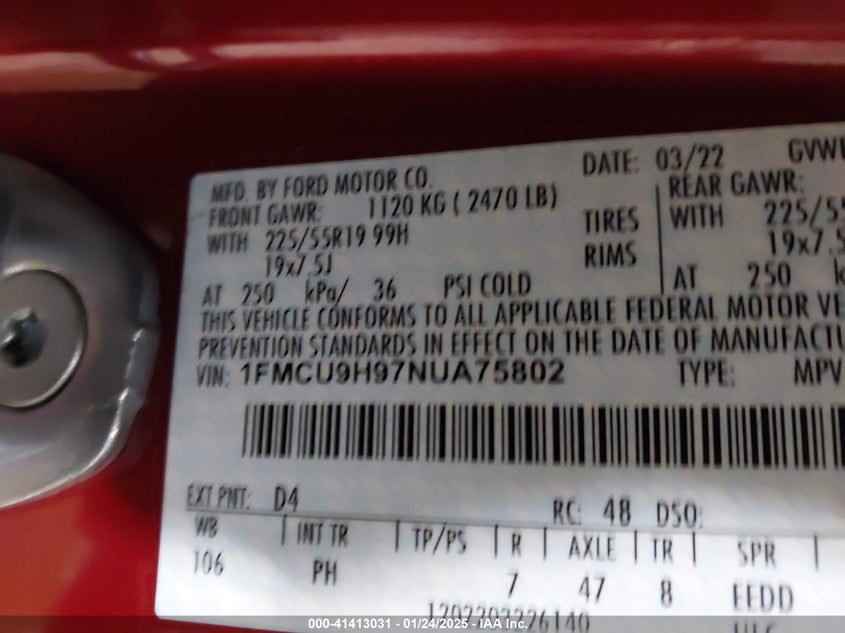 MFD. BY FORD MOTOR CO. DATE: 03/22
FRONT GAWR: 1120 KG ( 2470 LB) REAR GAWR:
WITH 225/55R19 99H TIRES WITH
19x7.5J RIMS
AT 250 kPa/ 36 PSI COLD AT 250
THIS VEHICLE CONFORMS TO ALL APPLICABLE FEDERAL MOTOR
PREVENTION STANDARDS IN EFFECT ON THE DATE OF
VIN: 1FMCU9H97NUA75802 TYPE: MPV
EXT PNT: D4 RC: 48 DSO:
WB INT TR TP/PS R AXLE TR SPR
106 PH 7 47 8 EEDD
000-41413031 - 01/24/2025 - IAA, Inc.